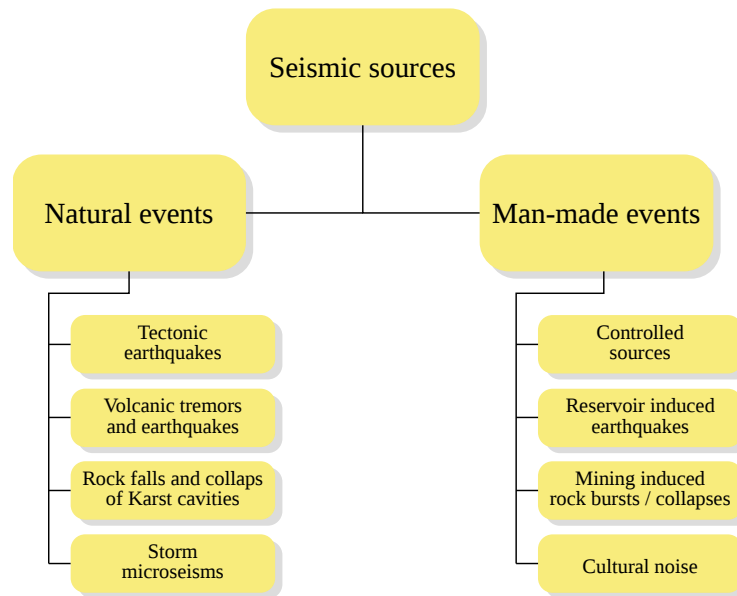 Seismic sources
Natural events
Man-made events
Tectonic
earthquakes
Volcanic tremors
and earthquakes
Rock falls and collaps
of Karst cavities
Storm
microseisms
Controlled
sources
Reservoir induced
earthquakes
Mining induced
rock bursts / collapses
Cultural noise